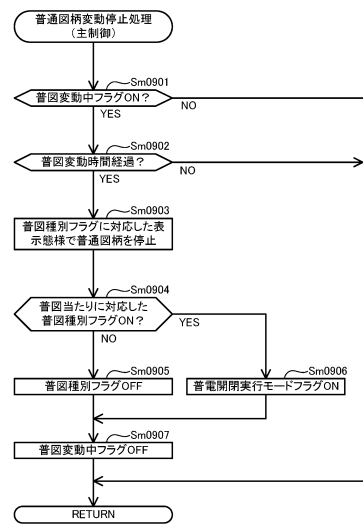 普通図柄変動停止処理
（主制御）
Sm0901
普図変動中フラグON？
NO
YES
Sm0902
普図変動時間経過？
NO
YES
Sm0903
普図種別フラグに対応した表
示態様で普通図柄を停止
Sm0904
普図当たりに対応した
普図種別フラグON？
YES
NO
Sm0905
普図種別フラグOFF
Sm0906
普電開閉実行モードフラグON
Sm0907
普図変動中フラグOFF
RETURN